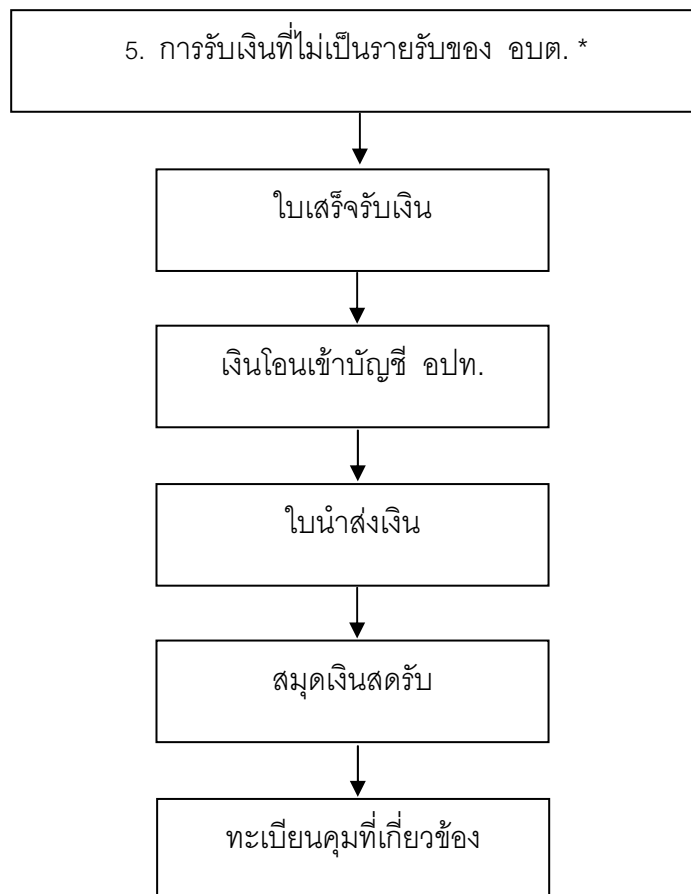 5. การรับเงินที่ไม่เป็นรายรับของ อบต. *
ใบเสร็จรับเงิน
เงินโอนเข้าบัญชี อปท.
ใบนำส่งเงิน
สมุดเงินสดรับ
ทะเบียนคุมที่เกี่ยวข้อง